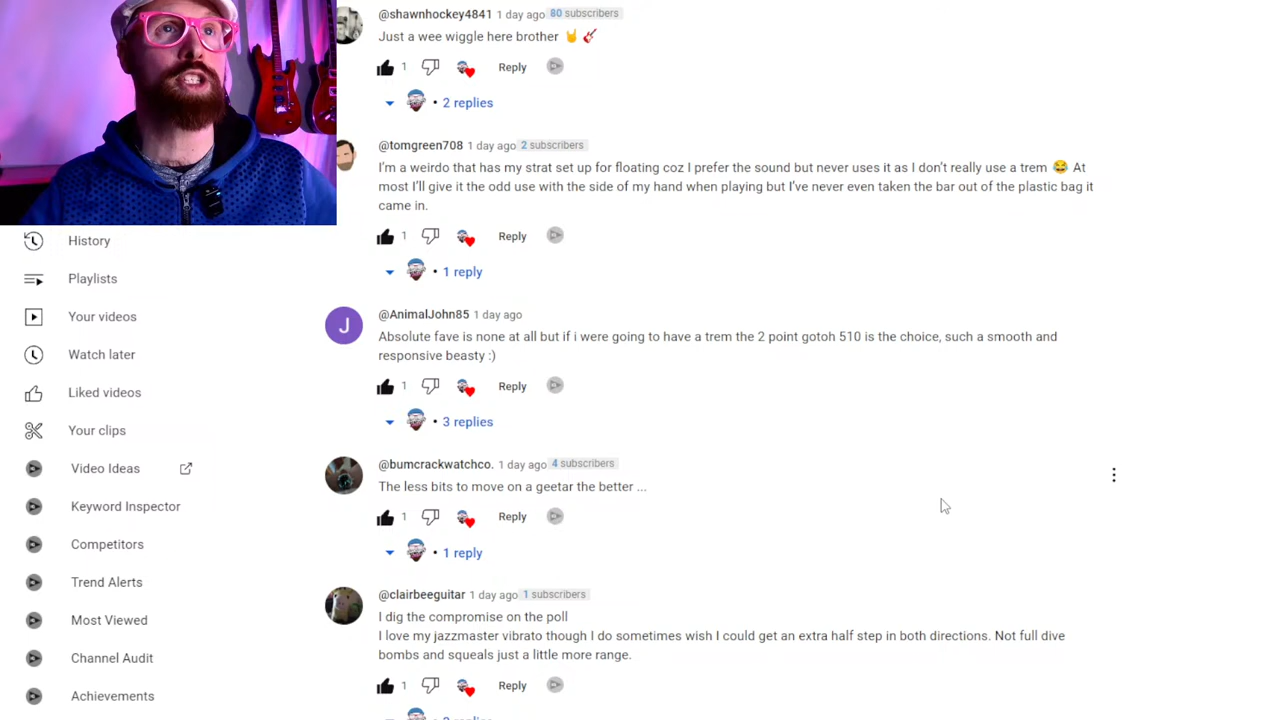 @shawnhockey4841 1 day ago 80 subscribers
Just a wee wiggle here brother 🤘 🎸
1 Reply
• 2 replies
@tomgreen708 1 day ago 2 subscribers
I'm a weirdo that has my strat set up for floating coz I prefer the sound but never uses it as I don't really use a trem 😂 At
most I'll give it the odd use with the side of my hand when playing but I've never even taken the bar out of the plastic bag it
came in.
1 Reply
• 1 reply
@AnimalJohn85 1 day ago
J
Absolute fave is none at all but if i were going to have a trem the 2 point gotoh 510 is the choice, such a smooth and
responsive beasty :)
1 Reply
• 3 replies
@bumcrackwatchco. 1 day ago 4 subscribers
The less bits to move on a geetar the better ...
1 Reply
• 1 reply
@clairbeeguitar 1 day ago 1 subscribers
I dig the compromise on the poll
I love my jazzmaster vibrato though I do sometimes wish I could get an extra half step in both directions. Not full dive
bombs and squeals just a little more range.
1 Reply
History
Playlists
Your videos
Watch later
Liked videos
Your clips
Video Ideas
Keyword Inspector
Competitors
Trend Alerts
Most Viewed
Channel Audit
Achievements